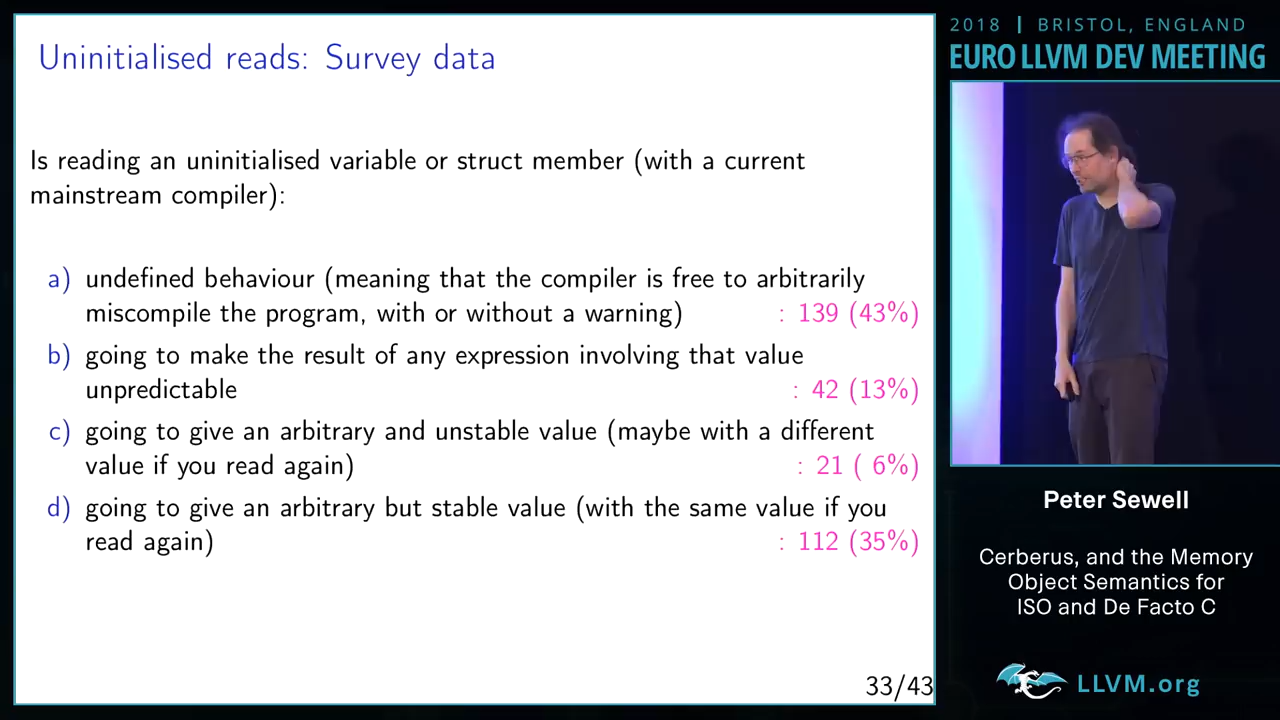 Uninitialised reads: Survey data
Is reading an uninitialised variable or struct member (with a current
mainstream compiler):
a) undefined behaviour (meaning that the compiler is free to arbitrarily
miscompile the program, with or without a warning) : 139 (43%)
b) going to make the result of any expression involving that value
unpredictable : 42 (13%)
c) going to give an arbitrary and unstable value (maybe with a different
value if you read again) : 21 ( 6%)
d) going to give an arbitrary but stable value (with the same value if you
read again) : 112 (35%)
33/43
2018 | BRISTOL, ENGLAND
EURO LLVM DEV MEETING
Peter Sewell
Cerberus, and the Memory
Object Semantics for
ISO and De Facto C
LLVM.org